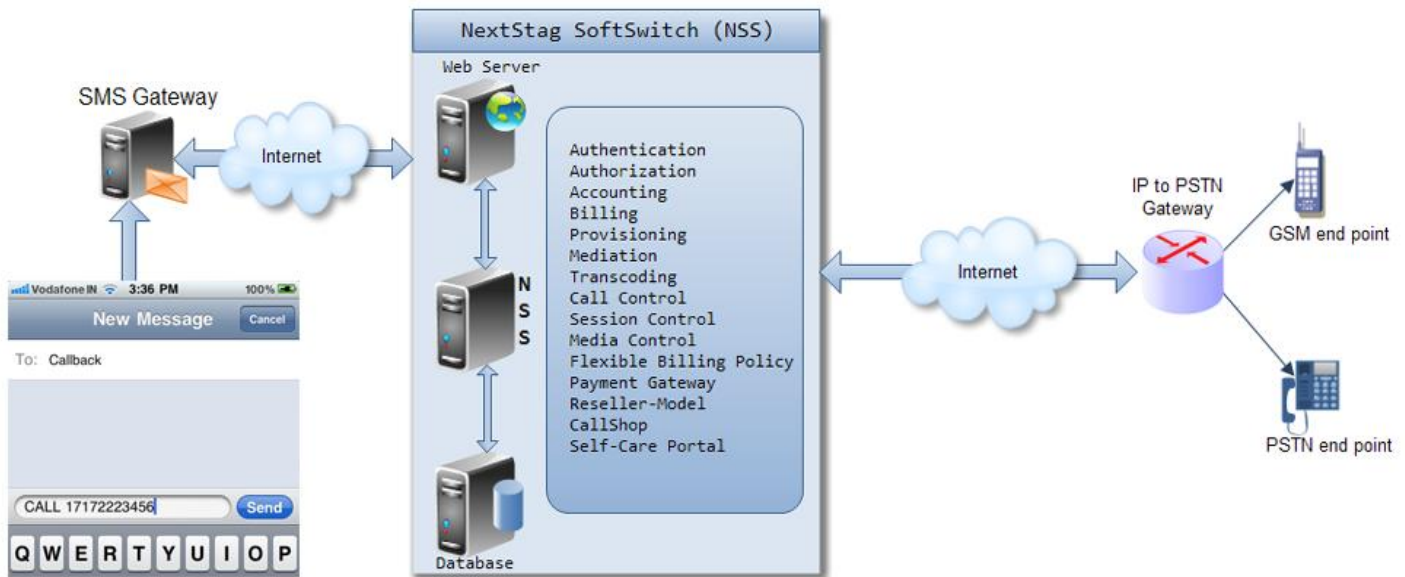 NextStag SoftSwitch (NSS)
Web Server
SMS Gateway
Internet
Authentication
Authorization
Accounting
Billing
Provisioning
Mediation
Transcoding
Call Control
Session Control
Media Control
Flexible Billing Policy
Payment Gateway
Reseller-Model
CallShop
Self-Care Portal
N
S
S
Database
Internet
IP to PSTN
Gateway
GSM end point
PSTN end point
Vodafone IN 3:36 PM 100%
New Message Cancel
To: Callback
CALL 17172223456 Send
Q W E R T Y U I O P